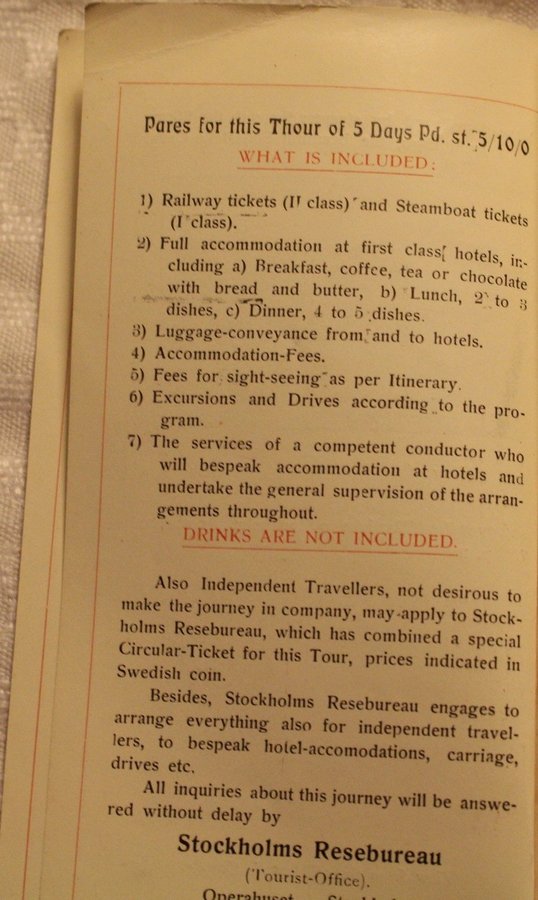 Pares for this Thour of 5 Days Pd. st. 5/10/0
WHAT IS INCLUDED:
1) Railway tickets (II class) and Steamboat tickets
(I class).
2) Full accommodation at first class hotels, in-
cluding a) Breakfast, coffee, tea or chocolate
with bread and butter, b) Lunch, 2 to 3
dishes, c) Dinner, 4 to 5 dishes.
3) Luggage-conveyance from and to hotels.
4) Accommodation-Fees.
5) Fees for sight-seeing as per Itinerary.
6) Excursions and Drives according to the pro-
gram.
7) The services of a competent conductor who
will bespeak accommodation at hotels and
undertake the general supervision of the arran-
gements throughout.
DRINKS ARE NOT INCLUDED.
Also Independent Travellers, not desirous to
make the journey in company, may apply to Stock-
holms Resebureau, which has combined a special
Circular-Ticket for this Tour, prices indicated in
Swedish coin.
Besides, Stockholms Resebureau engages to
arrange everything also for independent travel-
lers, to bespeak hotel-accomodations, carriage,
drives etc.
All inquiries about this journey will be answe-
red without delay by
Stockholms Resebureau
(Tourist-Office).
Operahuset